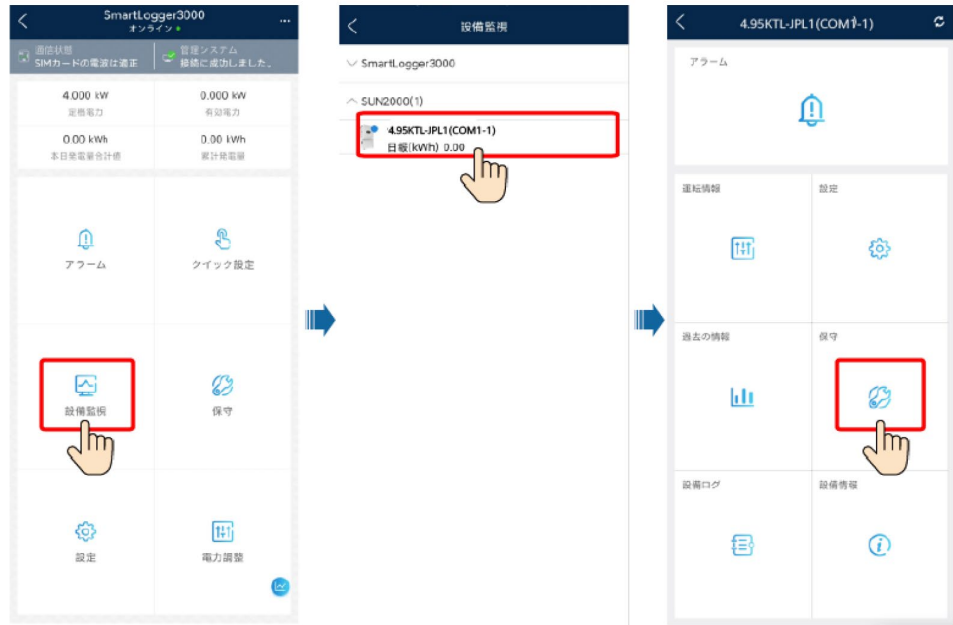 SmartLogger3000
...
オンライン
通信状態
SIMカードの電波は適正
管理システム
接続に成功しました。
4.000 kW
定格電力
0.000 kW
有効電力
0.00 kWh
本日発電量合計値
0.00 kWh
累計発電量
アラーム
クイック設定
設備監視
保守
設定
電力調整
設備監視
SmartLogger3000
SUN2000(1)
4.95KTL-JPL1(COM1-1)
日報(kWh) 0.00
4.95KTL-JPL1(COM1-1)
アラーム
運転情報
設定
過去の情報
保守
設備ログ
設備情報